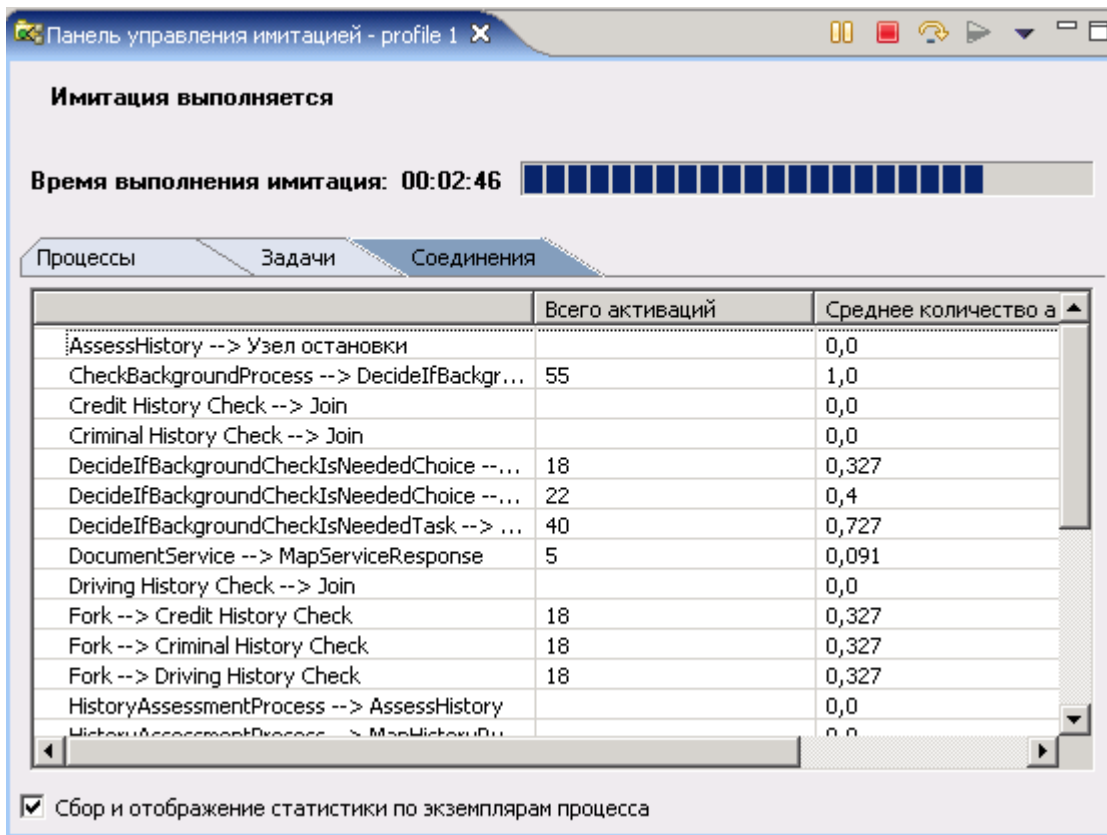 Панель управления имитацией - profile 1
Имитация выполняется
Время выполнения имитация: 00:02:46
Процессы Задачи Соединения
Всего активаций Среднее количество а
AssessHistory --> Узел остановки 0,0
CheckBackgroundProcess --> DecideIfBackgr... 55 1,0
Credit History Check --> Join 0,0
Criminal History Check --> Join 0,0
DecideIfBackgroundCheckIsNeededChoice --... 18 0,327
DecideIfBackgroundCheckIsNeededChoice --... 22 0,4
DecideIfBackgroundCheckIsNeededTask --> ... 40 0,727
DocumentService --> MapServiceResponse 5 0,091
Driving History Check --> Join 0,0
Fork --> Credit History Check 18 0,327
Fork --> Criminal History Check 18 0,327
Fork --> Driving History Check 18 0,327
HistoryAssessmentProcess --> AssessHistory 0,0
HistoryAssessmentProcess --> 0,0
Сбор и отображение статистики по экземплярам процесса